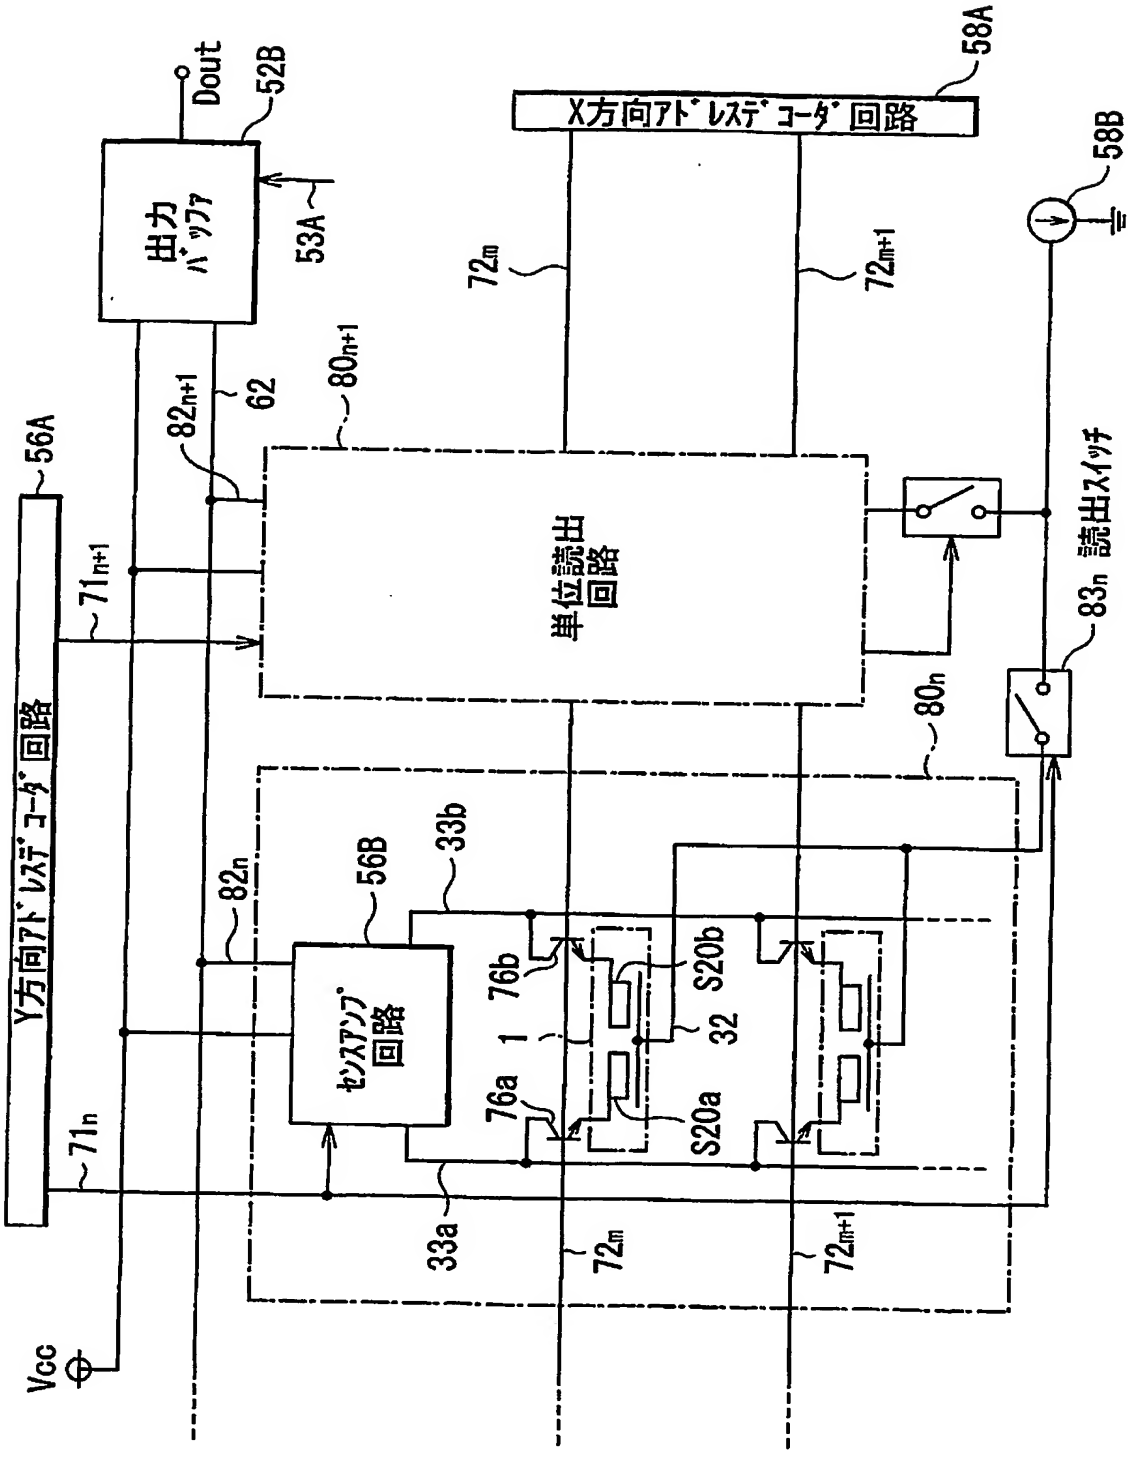 Vcc
Y方向アドレスデコーダ回路
56A
71n
71n+1
82n
82n+1
62
出力
バッファ
52B
Dout
53A
センスアンプ
回路
56B
33a
33b
80n+1
単位読出
回路
76a
76b
1
S20a
S20b
32
72m
72m
72m+1
72m+1
X方向アドレスデコーダ回路
58A
80n
83n 読出スイッチ
58B